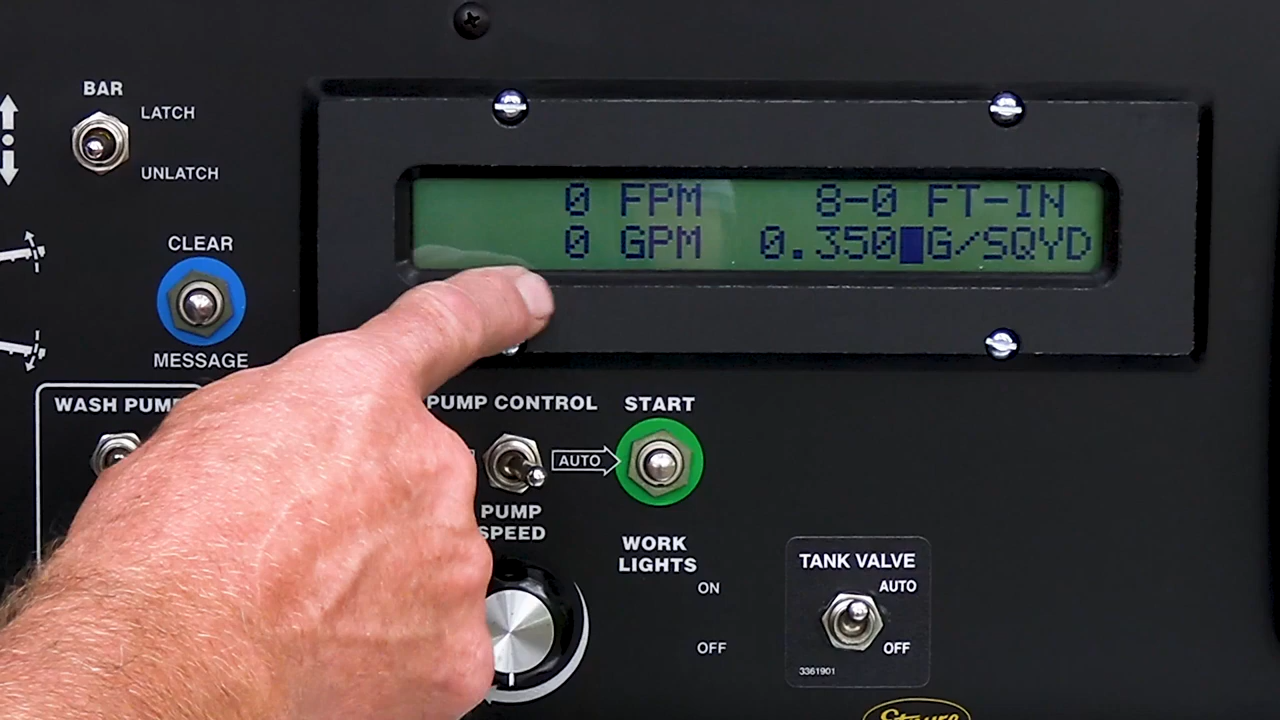 BAR
LATCH
UNLATCH
0 FPM 8-0 FT-IN
0 GPM 0.350 G/SQYD
CLEAR
MESSAGE
WASH PUMP
PUMP CONTROL
START
AUTO
PUMP
SPEED
WORK
LIGHTS
ON
OFF
TANK VALVE
AUTO
OFF
3361901